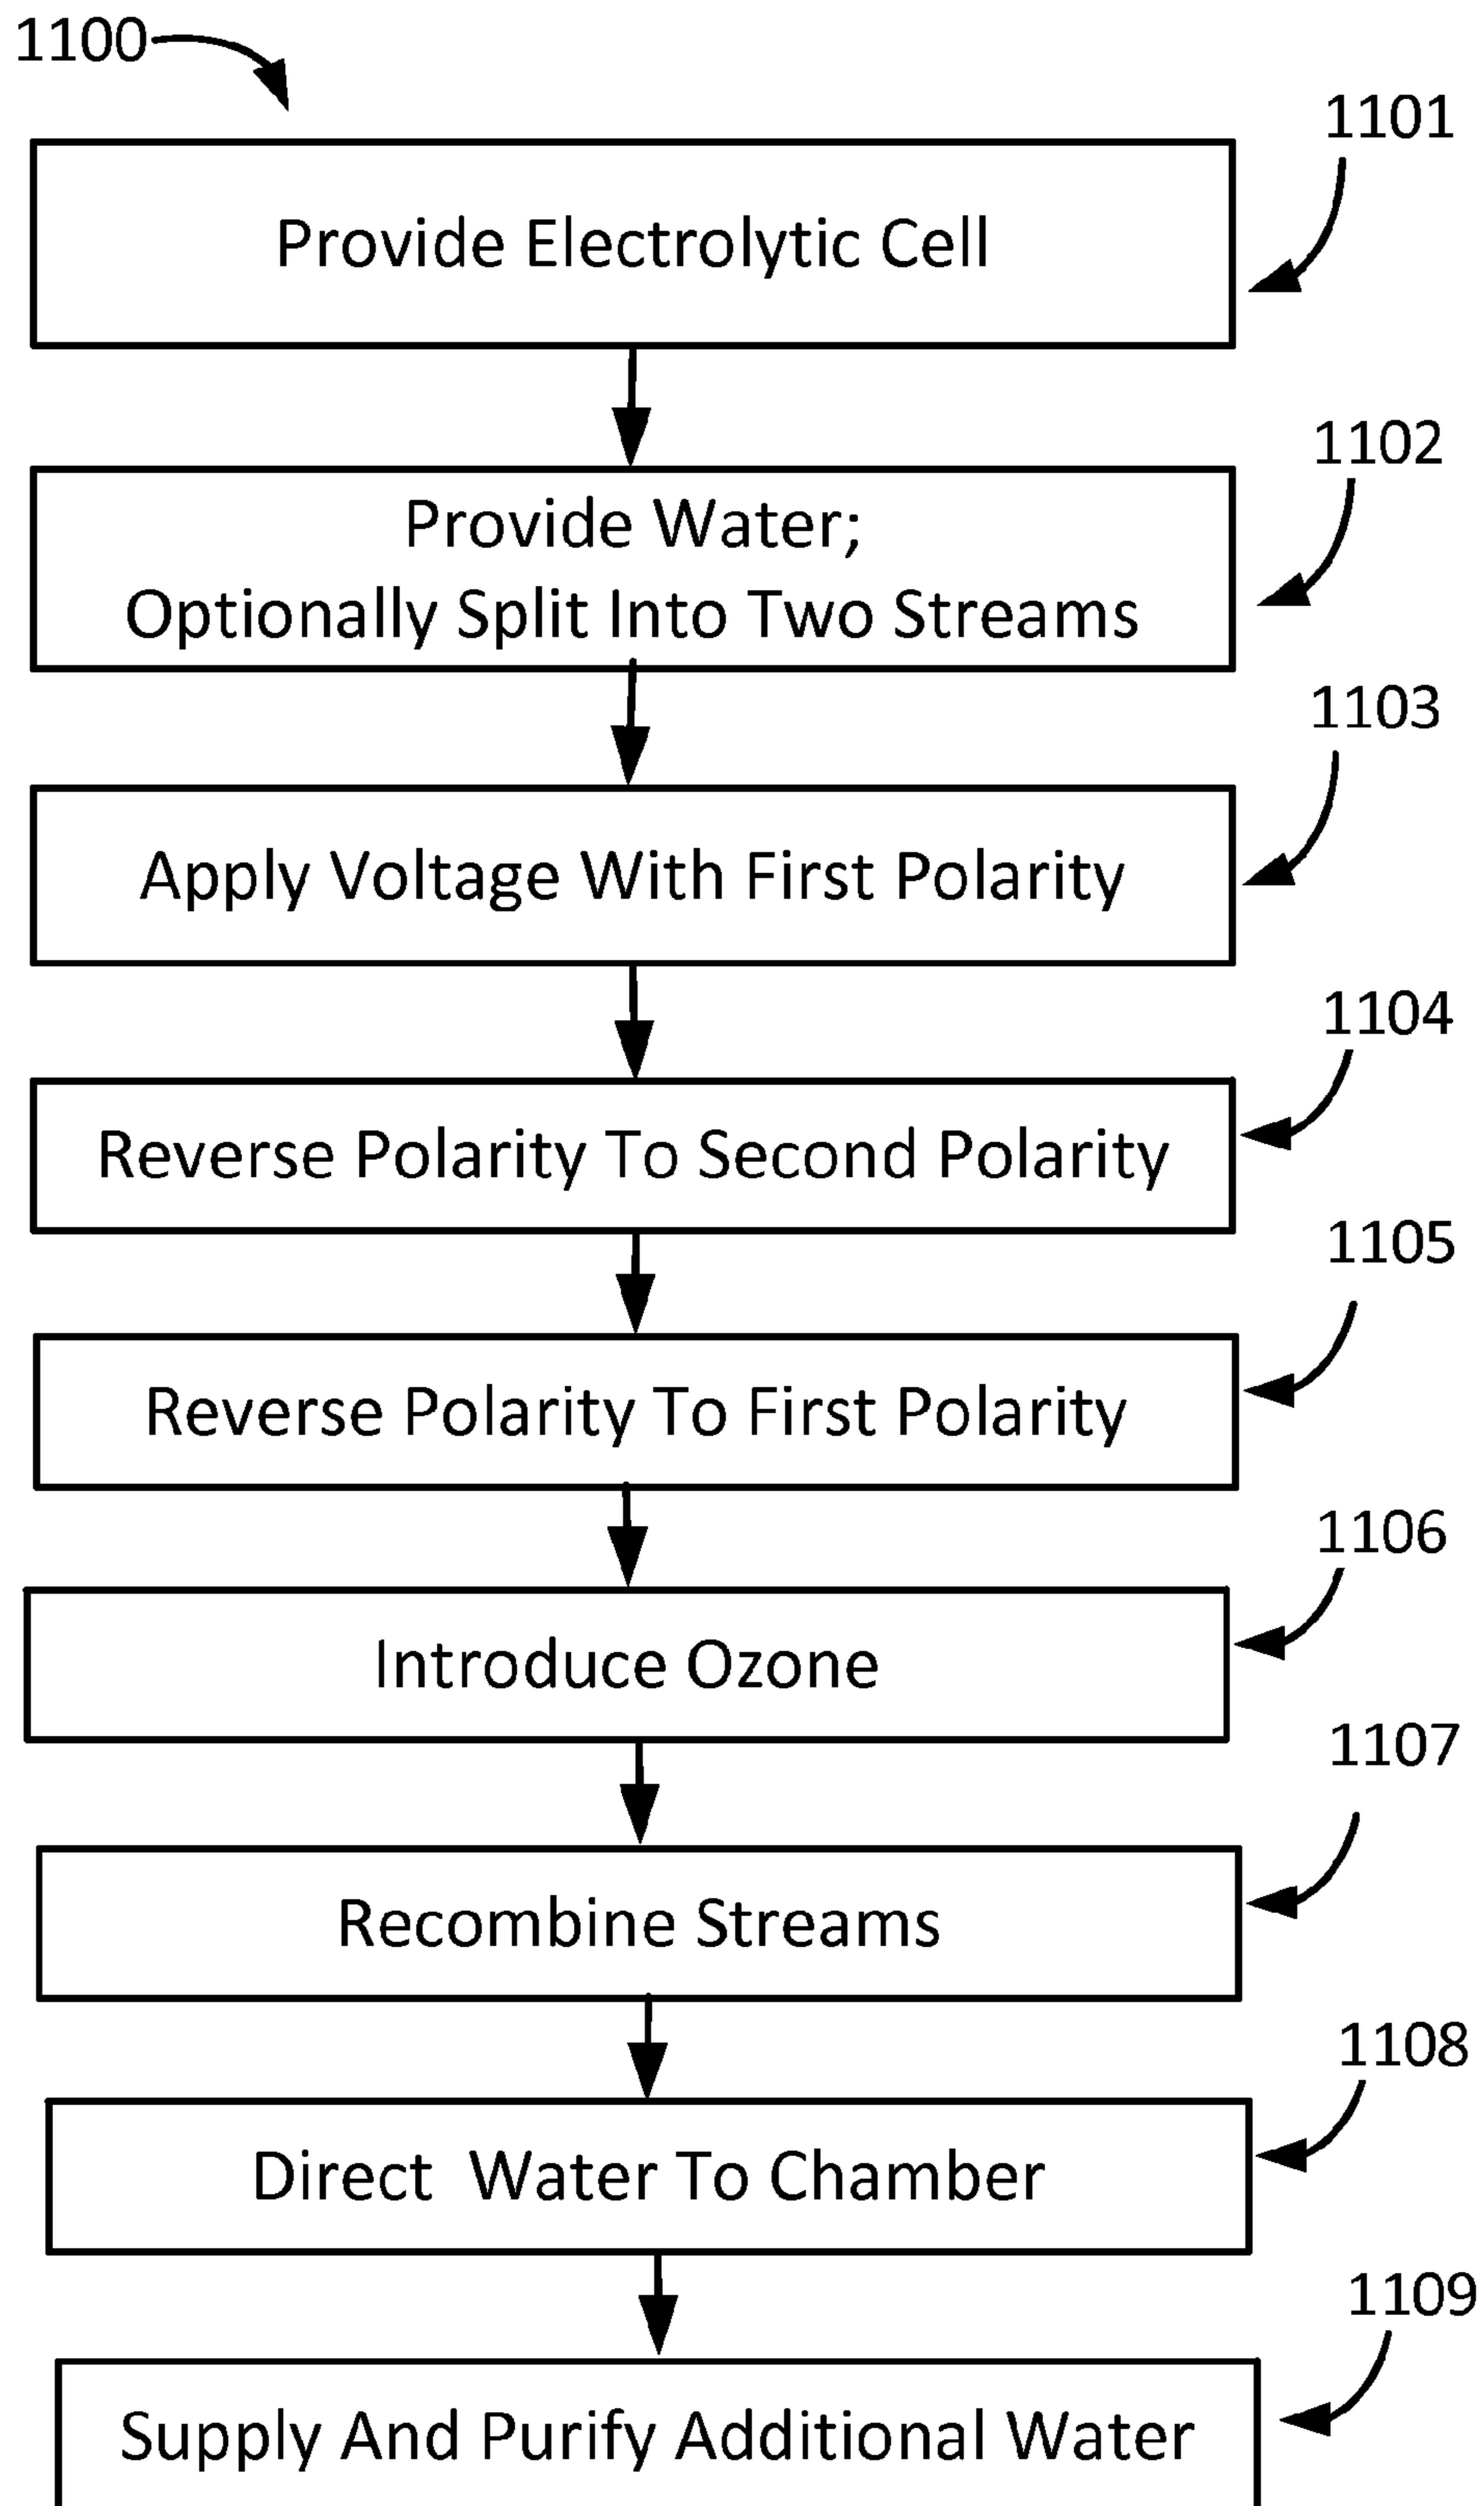 1100
1101
Provide Electrolytic Cell
1102
Provide Water;
Optionally Split Into Two Streams
1103
Apply Voltage With First Polarity
1104
Reverse Polarity To Second Polarity
1105
Reverse Polarity To First Polarity
1106
Introduce Ozone
1107
Recombine Streams
1108
Direct Water To Chamber
1109
Supply And Purify Additional Water